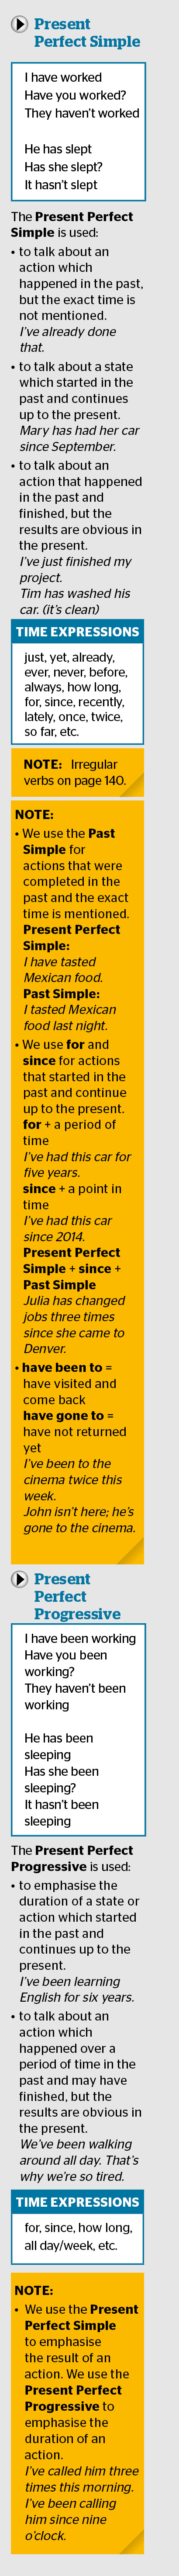 Present
Perfect Simple
I have worked
Have you worked?
They haven't worked
He has slept
Has she slept?
It hasn't slept
The Present Perfect
Simple is used:
• to talk about an
action which
happened in the past,
but the exact time is
not mentioned.
I've already done
that.
• to talk about a state
which started in the
past and continues
up to the present.
Mary has had her car
since September.
• to talk about an
action that happened
in the past and
finished, but the
results are obvious in
the present.
I've just finished my
project.
Tim has washed his
car. (it's clean)
TIME EXPRESSIONS
just, yet, already,
ever, never, before,
always, how long,
for, since, recently,
lately, once, twice,
so far, etc.
NOTE: Irregular
verbs on page 140.
NOTE:
• We use the Past
Simple for
actions that were
completed in the
past and the exact
time is mentioned.
Present Perfect
Simple:
I have tasted
Mexican food.
Past Simple:
I tasted Mexican
food last night.
• We use for and
since for actions
that started in the
past and continue
up to the present.
for + a period of
time
I've had this car for
five years.
since + a point in
time
I've had this car
since 2014.
Present Perfect
Simple + since +
Past Simple
Julia has changed
jobs three times
since she came to
Denver.
• have been to =
have visited and
come back
have gone to =
have not returned
yet
I've been to the
cinema twice this
week.
John isn't here; he's
gone to the cinema.
Present
Perfect
Progressive
I have been working
Have you been
working?
They haven't been
working
He has been
sleeping
Has she been
sleeping?
It hasn't been
sleeping
The Present Perfect
Progressive is used:
• to emphasise the
duration of a state or
action which started
in the past and
continues up to the
present.
I've been learning
English for six years.
• to talk about an
action which
happened over a
period of time in the
past and may have
finished, but the
results are obvious in
the present.
We've been walking
around all day. That's
why we're so tired.
TIME EXPRESSIONS
for, since, how long,
all day/week, etc.
NOTE:
• We use the Present
Perfect Simple
to emphasise
the result of an
action. We use the
Present Perfect
Progressive to
emphasise the
duration of an
action.
I've called him three
times this morning.
I've been calling
him since nine
o'clock.